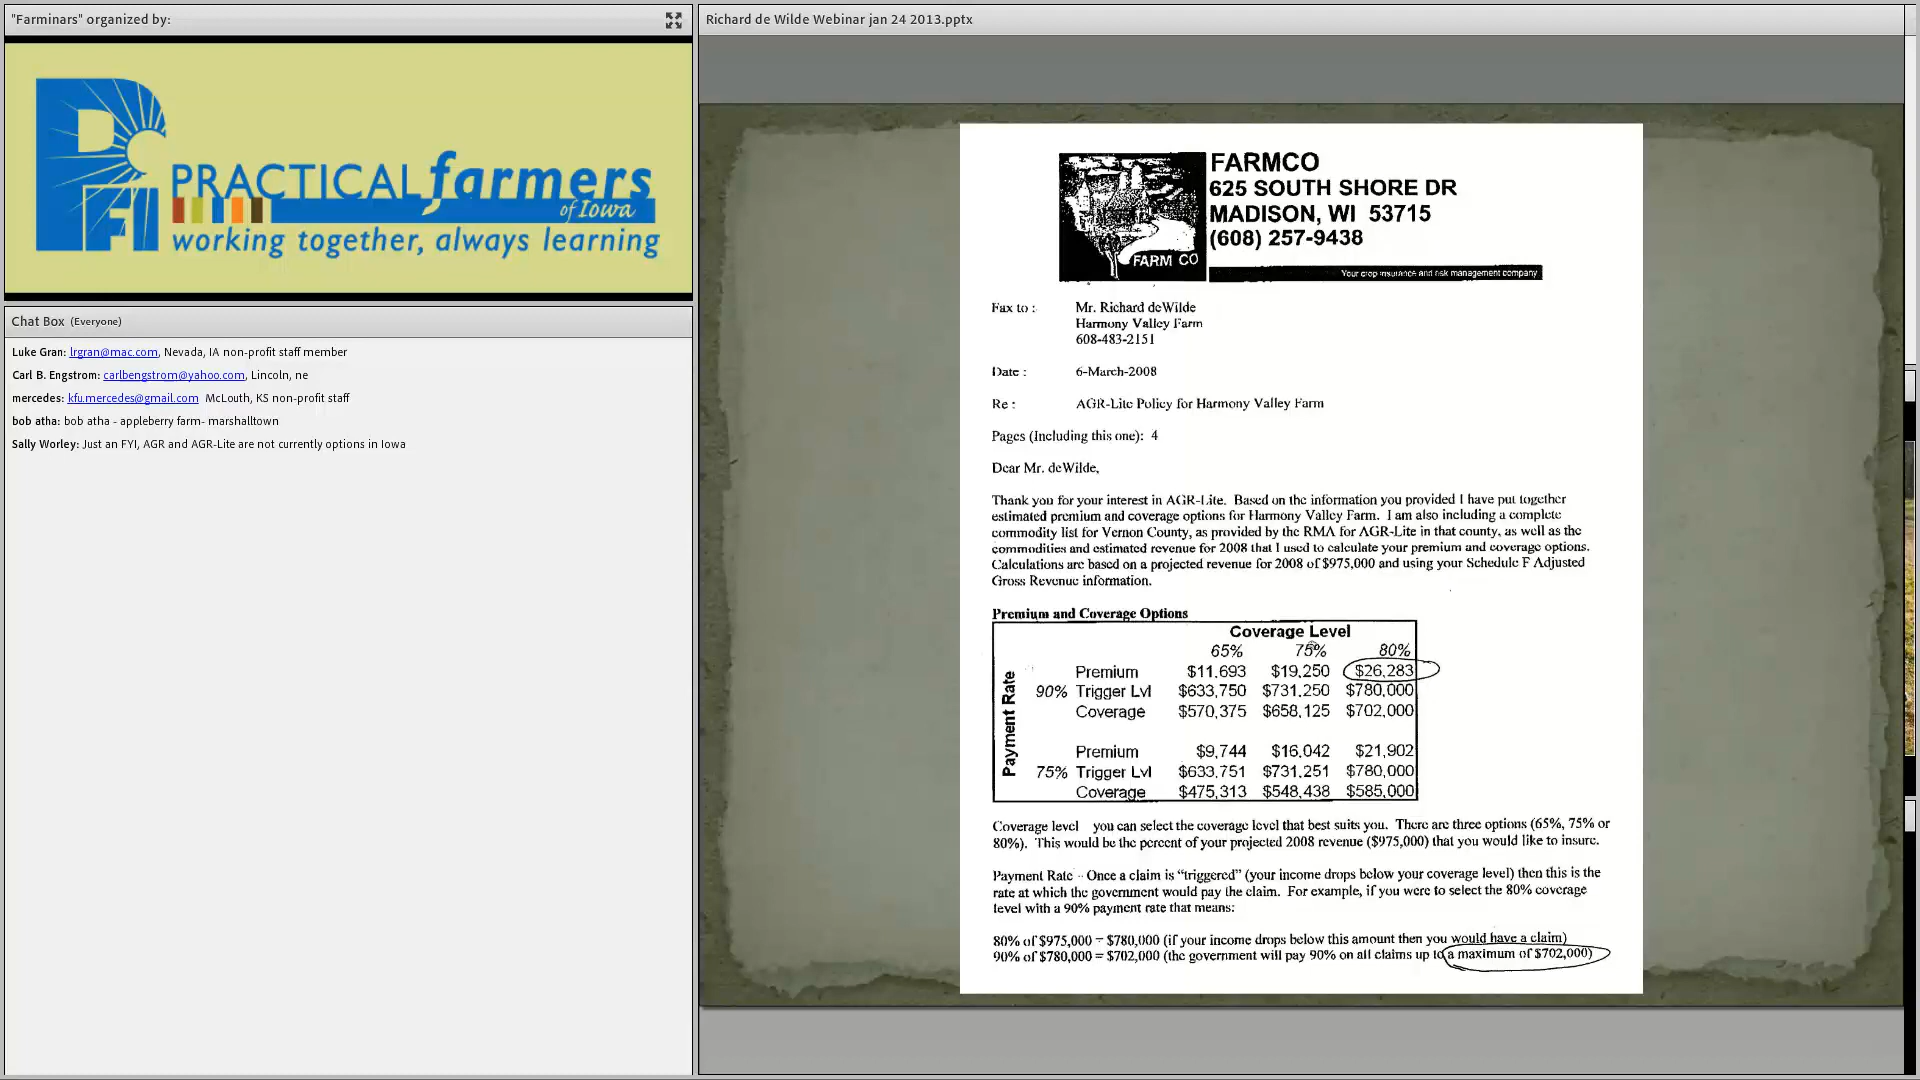 "Farminars" organized by:
PFI
PRACTICAL farmers
of Iowa
working together, always learning
Chat Box (Everyone)
Luke Gran: lrgran@mac.com, Nevada, IA non-profit staff member
Carl B. Engstrom: carlbengstrom@yahoo.com, Lincoln, ne
mercedes: kfu.mercedes@gmail.com McLouth, KS non-profit staff
bob atha: bob atha - appleberry farm- marshalltown
Sally Worley: Just an FYI, AGR and AGR-Lite are not currently options in Iowa
Richard de Wilde Webinar jan 24 2013.pptx
FARM CO
FARMCO
625 SOUTH SHORE DR
MADISON, WI 53715
(608) 257-9438
Your crop insurance and risk management company
Fax to : Mr. Richard deWilde
Harmony Valley Farm
608-483-2151
Date : 6-March-2008
Re : AGR-Lite Policy for Harmony Valley Farm
Pages (Including this one): 4
Dear Mr. deWilde,
Thank you for your interest in AGR-Lite. Based on the information you provided I have put together
estimated premium and coverage options for Harmony Valley Farm. I am also including a complete
commodity list for Vernon County, as provided by the RMA for AGR-Lite in that county, as well as the
commodities and estimated revenue for 2008 that I used to calculate your premium and coverage options.
Calculations are based on a projected revenue for 2008 of $975,000 and using your Schedule F Adjusted
Gross Revenue information.
Premium and Coverage Options
Coverage Level
65% 75% 80%
Payment Rate
Premium $11,693 $19,250 $26,283
90% Trigger Lvl $633,750 $731,250 $780,000
Coverage $570,375 $658,125 $702,000
Premium $9,744 $16,042 $21,902
75% Trigger Lvl $633,751 $731,251 $780,000
Coverage $475,313 $548,438 $585,000
Coverage level you can select the coverage level that best suits you. There are three options (65%, 75% or
80%). This would be the percent of your projected 2008 revenue ($975,000) that you would like to insure.
Payment Rate - Once a claim is "triggered" (your income drops below your coverage level) then this is the
rate at which the government would pay the claim. For example, if you were to select the 80% coverage
level with a 90% payment rate that means:
80% of $975,000 = $780,000 (if your income drops below this amount then you would have a claim)
90% of $780,000 = $702,000 (the government will pay 90% on all claims up to a maximum of $702,000)